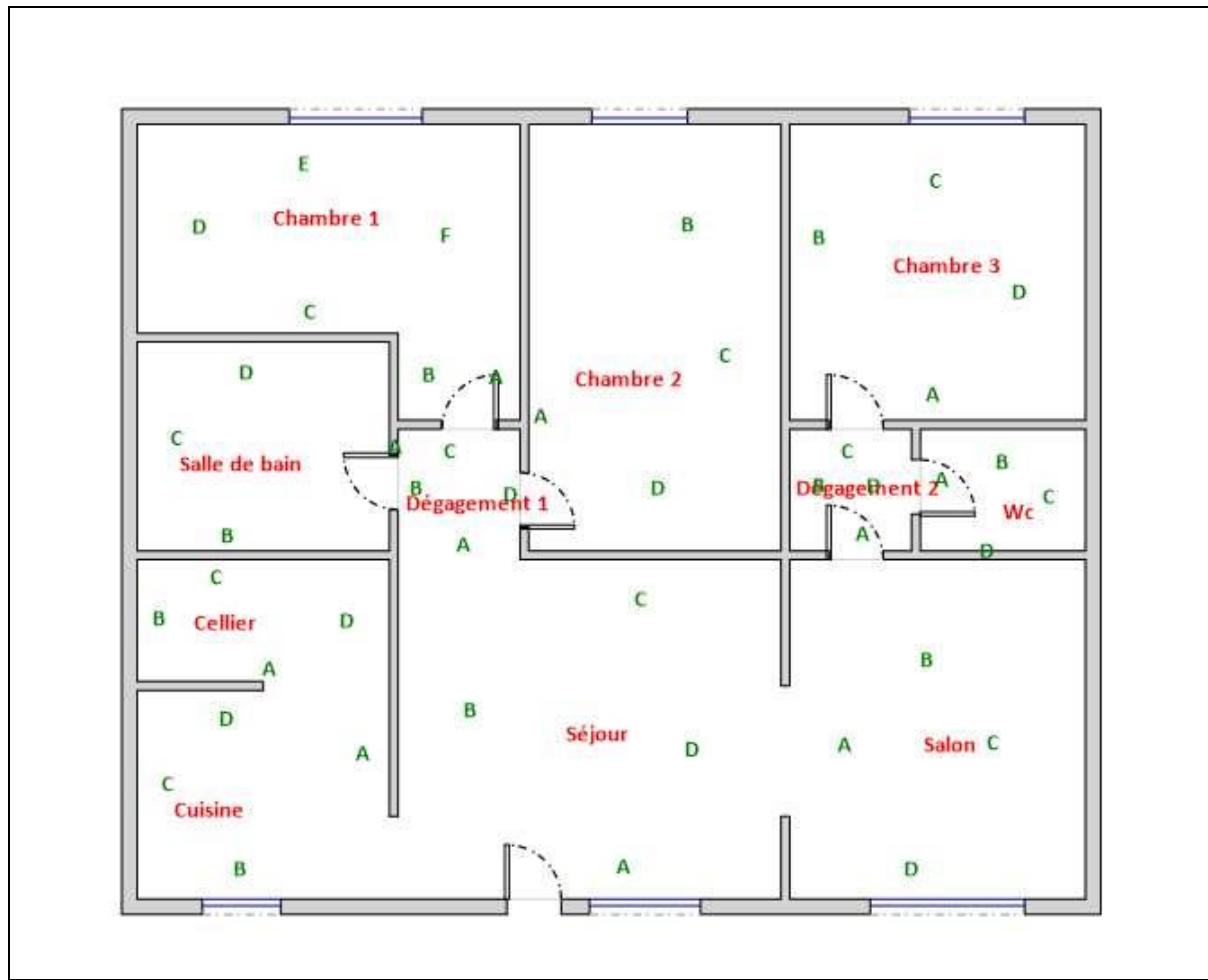 E
Chambre 1
D
F
C
B
A
B
Chambre 2
C
A
D
C
B
Chambre 3
D
A
D
C
Salle de bain
A
B
C
B
Dégagement 1
D
A
C
B
Dégagement 2
D
A
B
A
C
Wc
D
C
B
Cellier
D
A
D
A
C
Cuisine
B
C
B
Séjour
D
A
B
A
Salon
C
D